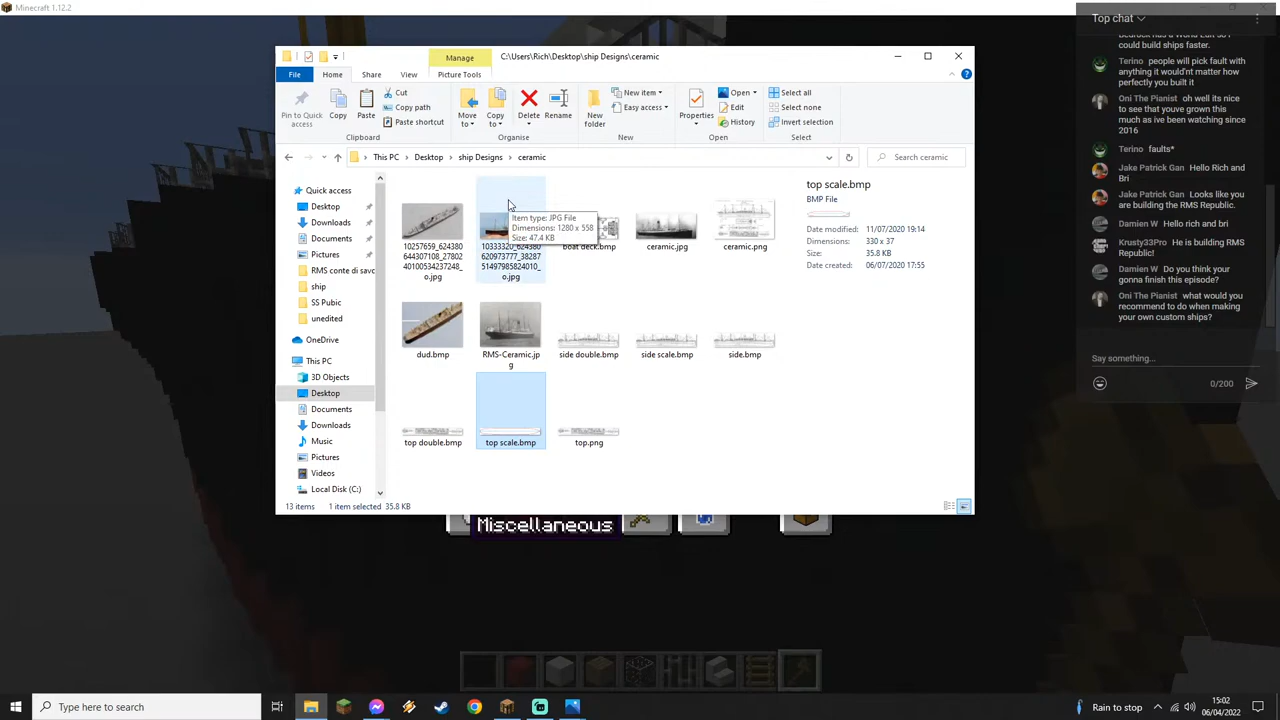 Minecraft 1.12.2
Manage
C:\Users\Rich\Desktop\ship Designs\ceramic
File
Home
Share
View
Picture Tools
Pin to Quick
access
Copy
Paste
Cut
Copy path
Paste shortcut
Clipboard
Move
to
Copy
to
Delete
Rename
Organise
New
folder
New item
Easy access
New
Properties
Open
Edit
History
Open
Select all
Select none
Invert selection
Select
This PC > Desktop > ship Designs > ceramic
Search ceramic
Quick access
Desktop
Downloads
Documents
Pictures
RMS conte di savo
ship
SS Pubic
unedited
OneDrive
This PC
3D Objects
Desktop
Documents
Downloads
Music
Pictures
Videos
Local Disk (C:)
10257659_624380
644307108_27802
40100534237248_
o.jpg
10333320_624380
620973777_38287
51497985824010_
o.jpg
Item type: JPG File
Dimensions: 1280 x 558
Size: 47.4 KB
boat deck.bmp
ceramic.jpg
ceramic.png
dud.bmp
RMS-Ceramic.jp
g
side double.bmp
side scale.bmp
side.bmp
top double.bmp
top scale.bmp
top.png
top scale.bmp
BMP File
Date modified: 11/07/2020 19:14
Dimensions: 330 x 37
Size: 35.8 KB
Date created: 06/07/2020 17:55
13 items
1 item selected 35.8 KB
Miscellaneous
Top chat
could build ships faster.
Terino people will pick fault with
anything it would'nt matter how
perfectly you built it
Oni The Pianist oh well its nice
to see that youve grown this
much as ive been watching since
2016
Terino faults*
Jake Patrick Gan Hello Rich and
Bri
Jake Patrick Gan Looks like you
are building the RMS Republic.
Damien W Hello rich and bri
Krusty33Pro He is building RMS
Republic!
Damien W Do you think your
gonna finish this episode?
Oni The Pianist what would you
recommend to do when making
your own custom ships?
Say something...
0/200
Type here to search
Rain to stop
15:02
06/04/2022